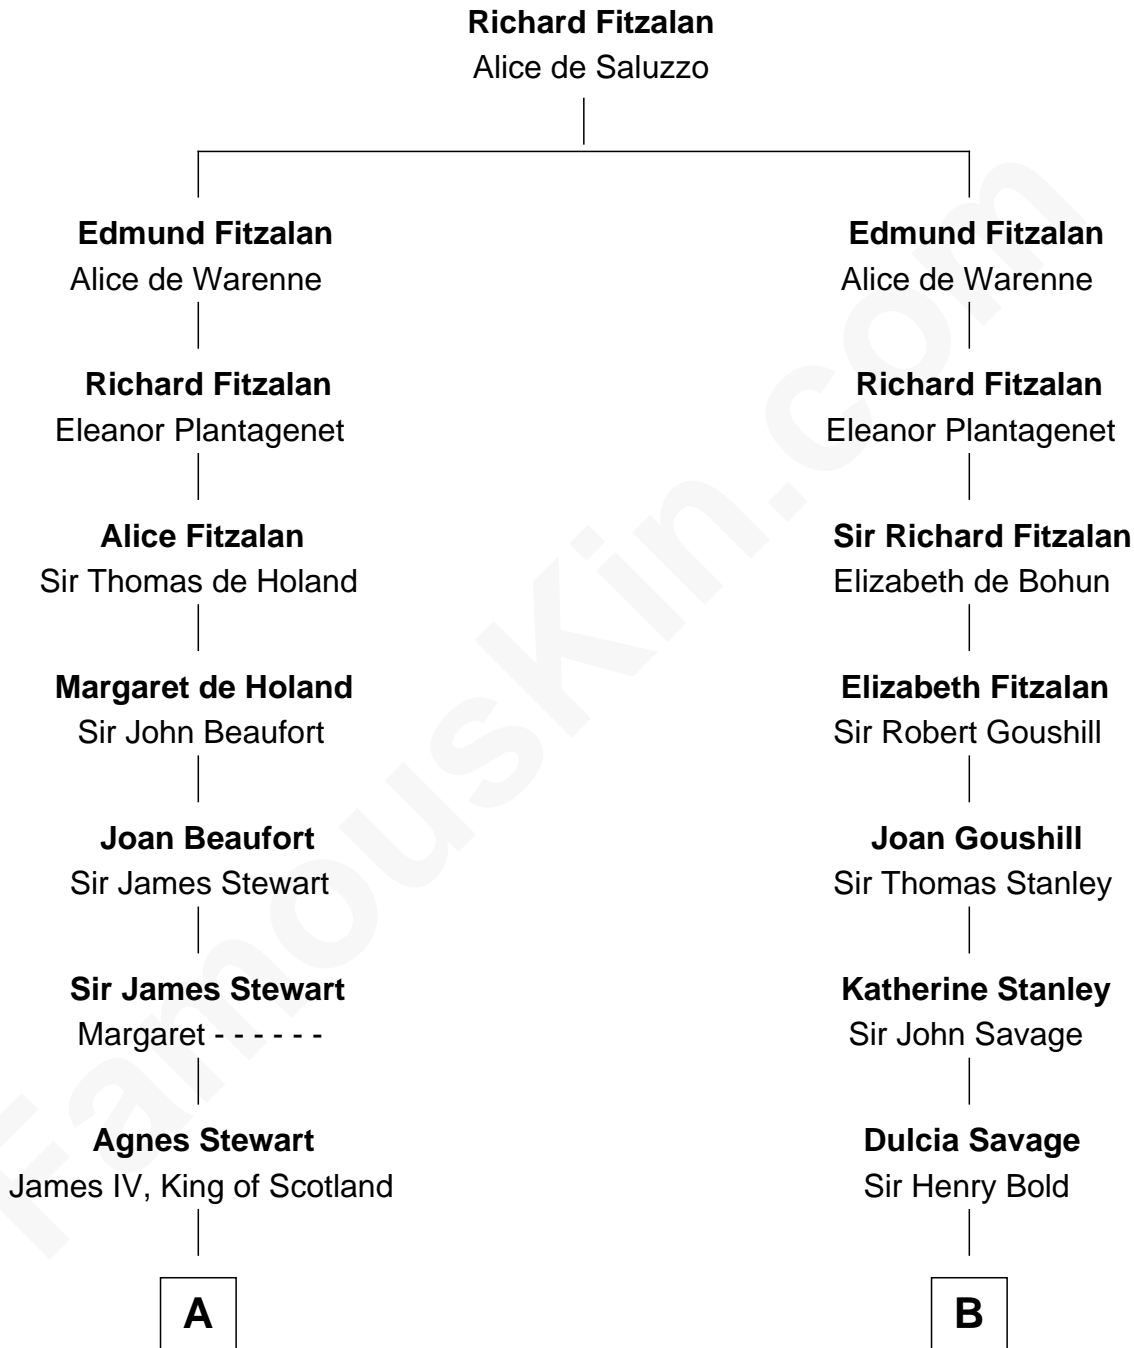 Richard Fitzalan
Alice de Saluzzo
Edmund Fitzalan
Alice de Warenne
Richard Fitzalan
Eleanor Plantagenet
Alice Fitzalan
Sir Thomas de Holand
Margaret de Holand
Sir John Beaufort
Joan Beaufort
Sir James Stewart
Sir James Stewart
Margaret - - - - - -
Agnes Stewart
James IV, King of Scotland
A
Edmund Fitzalan
Alice de Warenne
Richard Fitzalan
Eleanor Plantagenet
Sir Richard Fitzalan
Elizabeth de Bohun
Elizabeth Fitzalan
Sir Robert Goushill
Joan Goushill
Sir Thomas Stanley
Katherine Stanley
Sir John Savage
Dulcia Savage
Sir Henry Bold
B
FamousKin.com